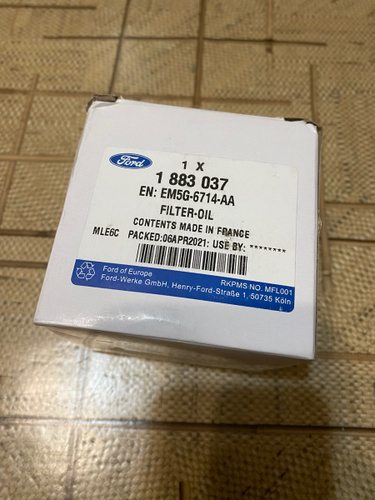 Ford
1 X
1 883 037
EN: EM5G-6714-AA
FILTER-OIL
CONTENTS MADE IN FRANCE
MLE6C PACKED:06APR2021: USE BY: ********
Ford of Europe RKPMS NO. MFL001
Ford-Werke GmbH, Henry-Ford-Straße 1, 50735 Köln